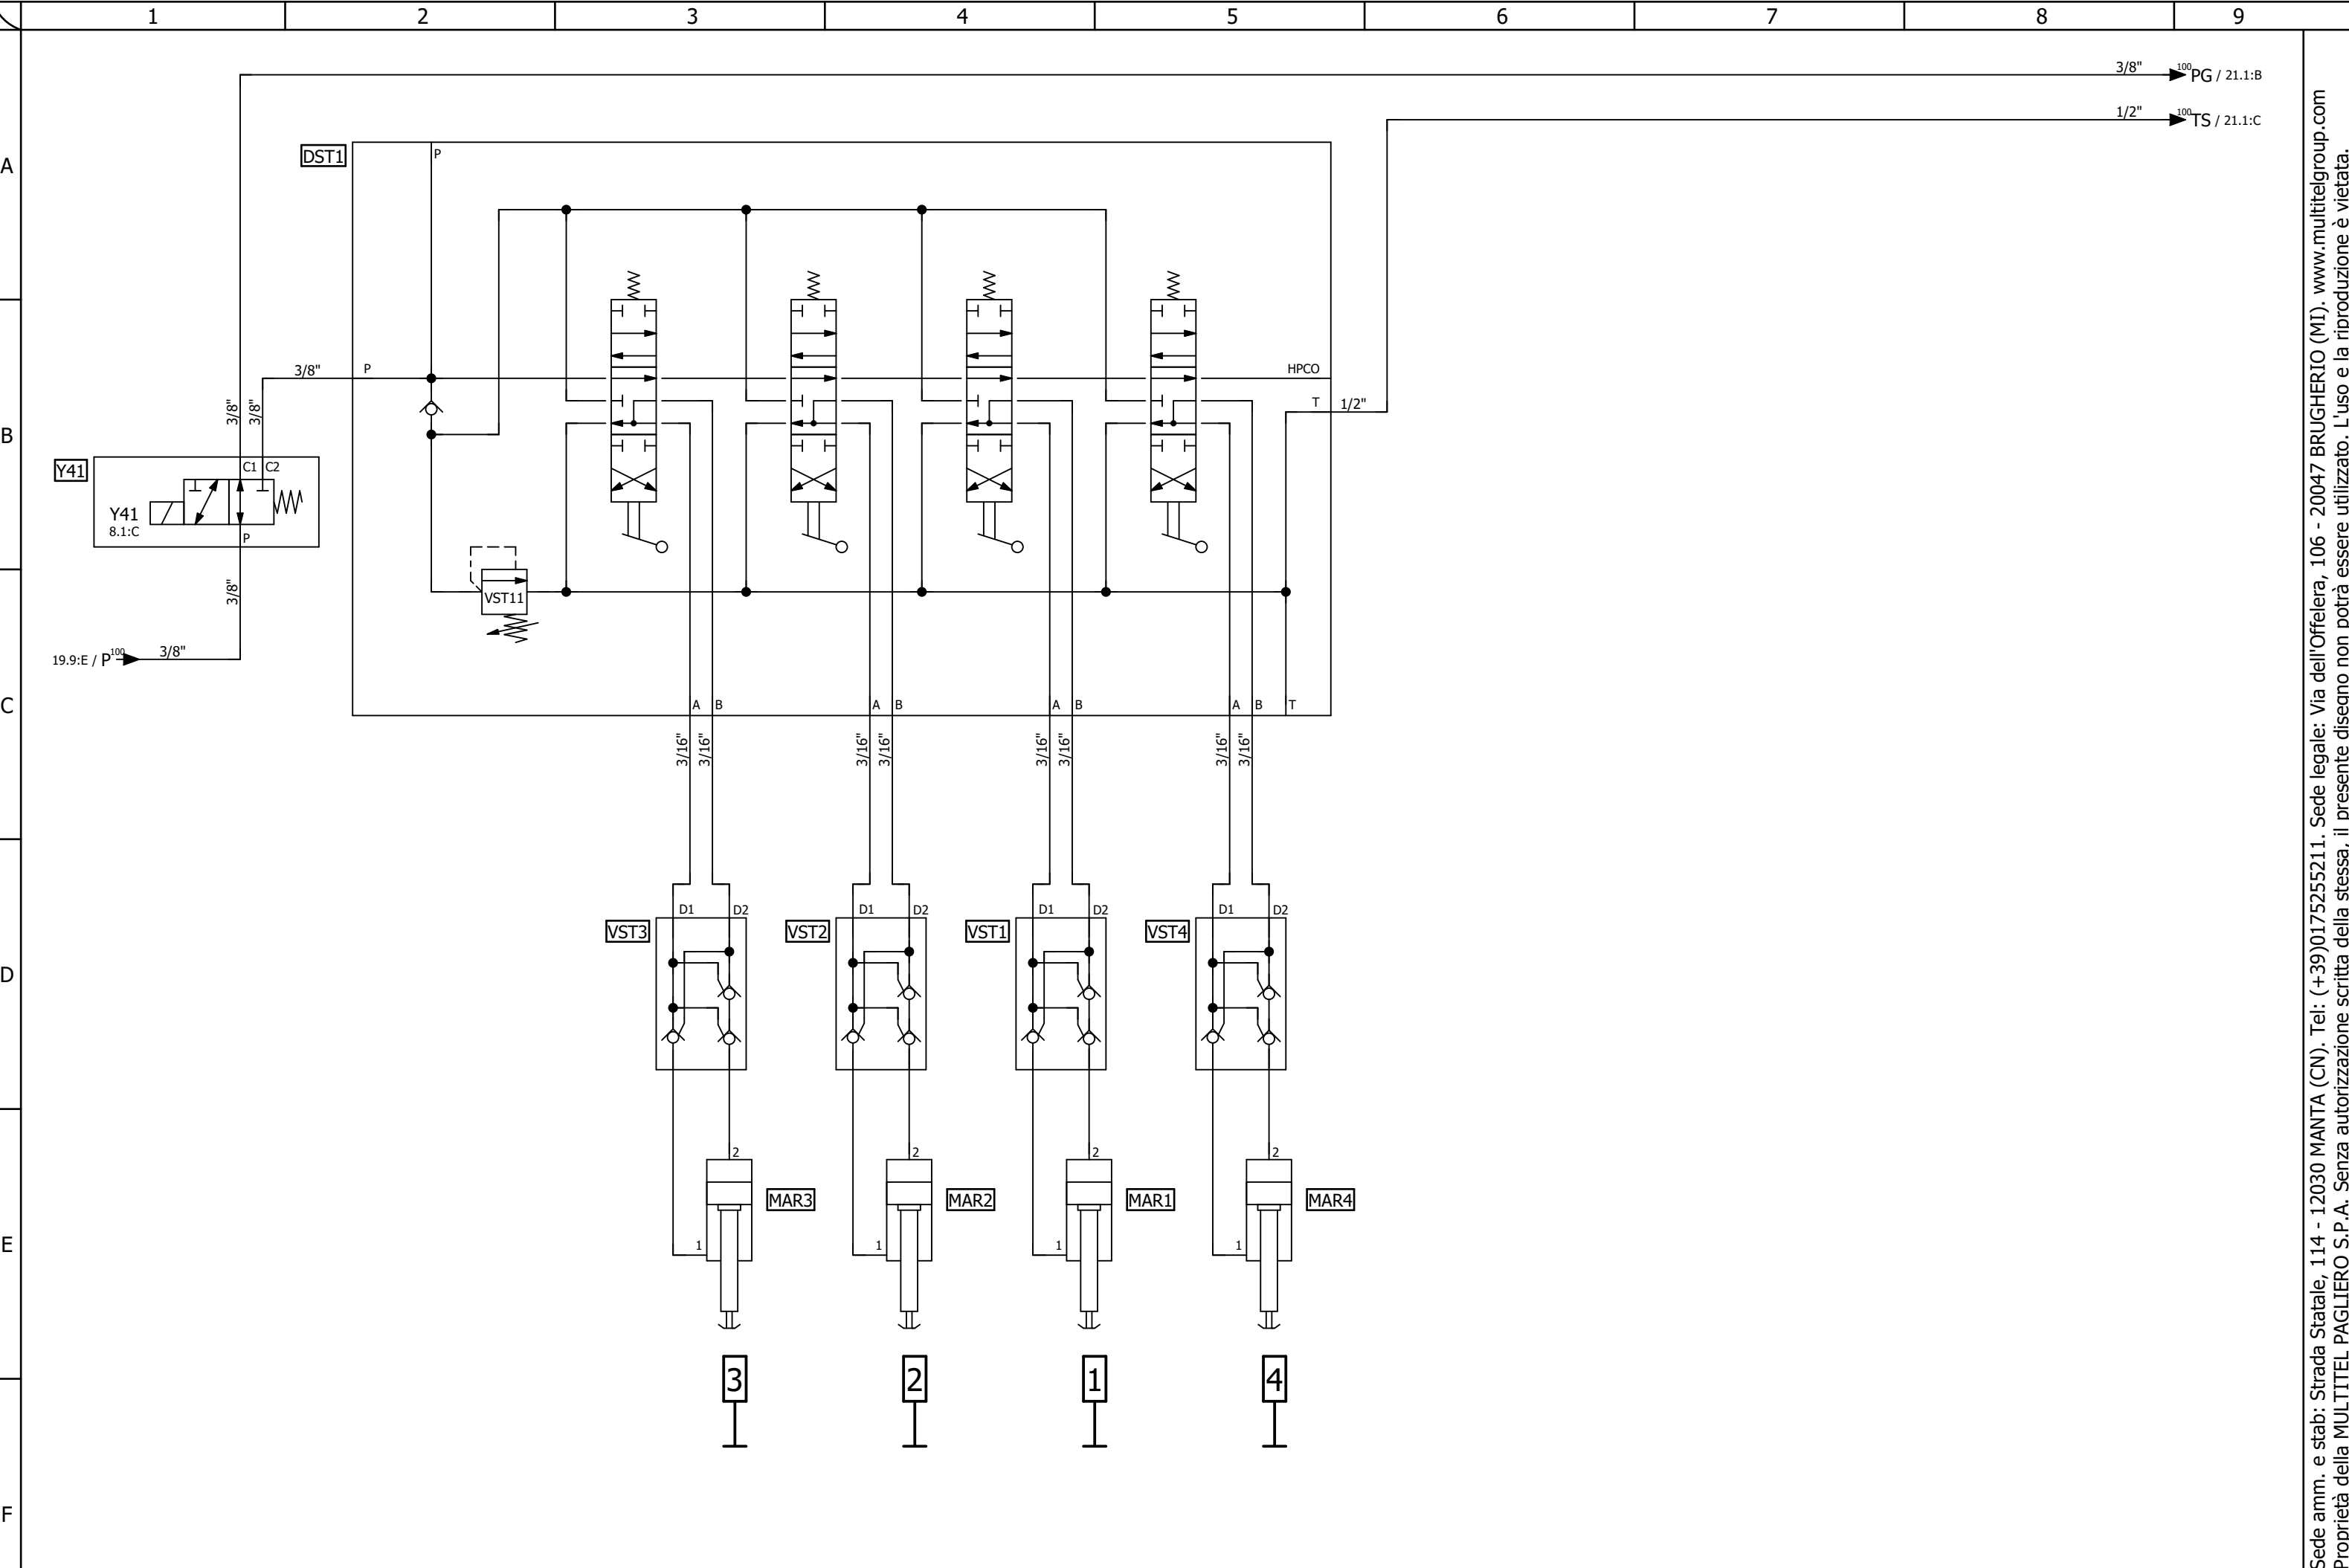 1 2 3 4 5 6 7 8 9
3/8" 100 PG / 21.1:B
1/2" 100 TS / 21.1:C
A
DST1
P
3/8"
P
HPCO
T
1/2"
3/8"
3/8"
B
Y41
C1 C2
Y41
8.1:C
P
3/8"
VST11
19.9:E / P 100 3/8"
C
A B A B A B A B T
3/16" 3/16" 3/16" 3/16" 3/16" 3/16" 3/16" 3/16"
D1 D2 D1 D2 D1 D2 D1 D2
VST3 VST2 VST1 VST4
D
2 2 2 2
MAR3 MAR2 MAR1 MAR4
E
1 1 1 1
3 2 1 4
F
Sede amm. e stab: Strada Statale, 114 - 12030 MANTA (CN). Tel: (+39)0175255211. Sede legale: Via dell'Offelera, 106 - 20047 BRUGHERIO (MI). www.multitelgroup.com
Proprietà della MULTITEL PAGLIERO S.P.A. Senza autorizzazione scritta della stessa, il presente disegno non potrà essere utilizzato. L'uso e la riproduzione è vietata.